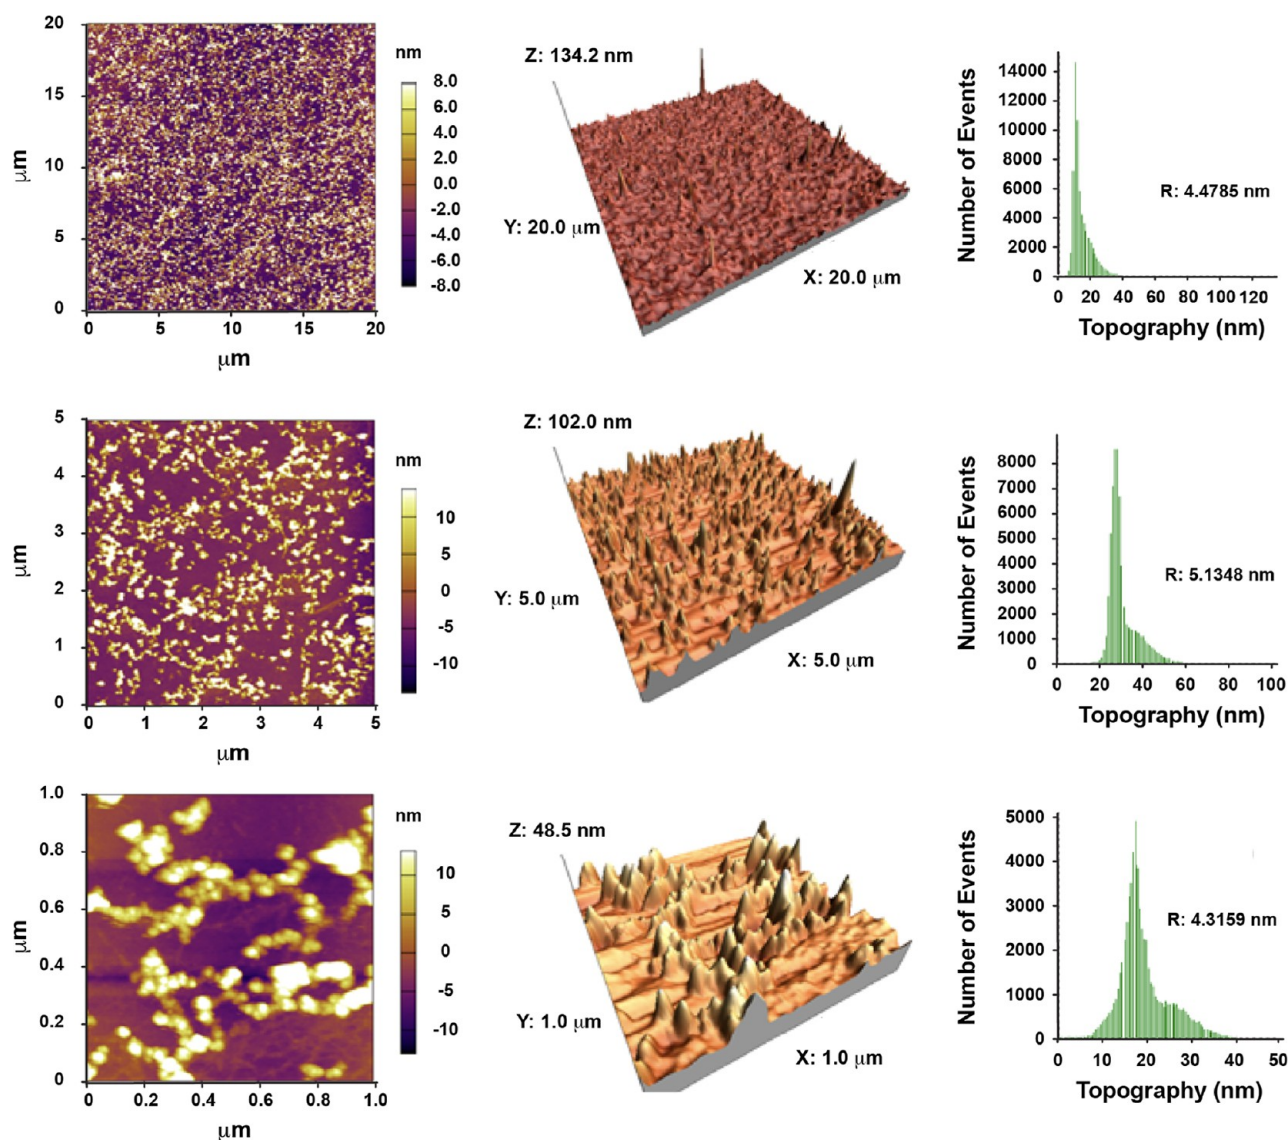 20
15
10
5
0
μm
0 5 10 15 20
μm
nm
8.0
6.0
4.0
2.0
0.0
-2.0
-4.0
-6.0
-8.0
Z: 134.2 nm
Y: 20.0 μm
X: 20.0 μm
Number of Events
14000
12000
10000
8000
6000
4000
2000
0
R: 4.4785 nm
0 20 40 60 80 100 120
Topography (nm)
5
4
3
2
1
0
μm
0 1 2 3 4 5
μm
nm
10
5
0
-5
-10
Z: 102.0 nm
Y: 5.0 μm
X: 5.0 μm
Number of Events
8000
7000
6000
5000
4000
3000
2000
1000
0
R: 5.1348 nm
0 20 40 60 80 100
Topography (nm)
1.0
0.8
0.6
0.4
0.2
0
μm
0 0.2 0.4 0.6 0.8 1.0
μm
nm
10
5
0
-5
-10
Z: 48.5 nm
Y: 1.0 μm
X: 1.0 μm
Number of Events
5000
4000
3000
2000
1000
0
R: 4.3159 nm
0 10 20 30 40 50
Topography (nm)